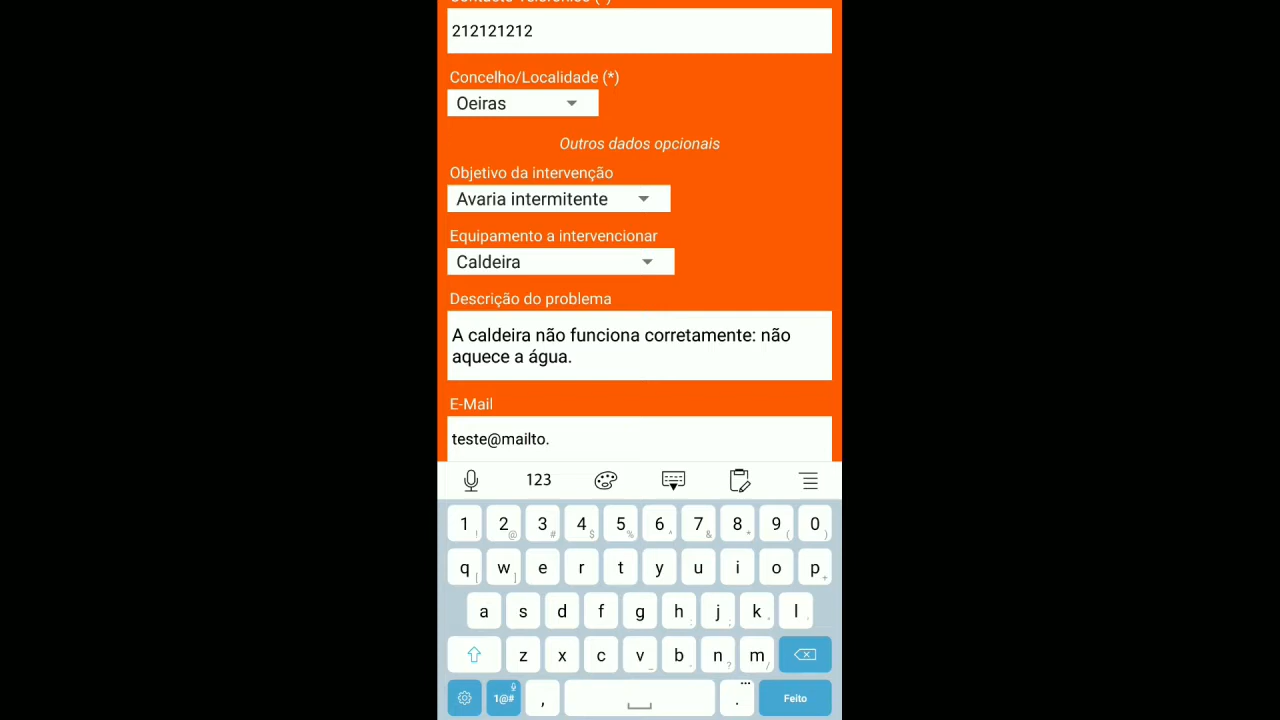 212121212
Concelho/Localidade (*)
Oeiras
Outros dados opcionais
Objetivo da intervenção
Avaria intermitente
Equipamento a intervencionar
Caldeira
Descrição do problema
A caldeira não funciona corretamente: não
aquece a água.
E-Mail
teste@mailto.
123
1 ! 2 @ 3 # 4 $ 5 % 6 ^ 7 & 8 * 9 ( 0 )
q [ w ] e r t y u i o p +
a s d f g h : j ; k l
z x c v _ b - n ? m /
1@# , . ... Feito